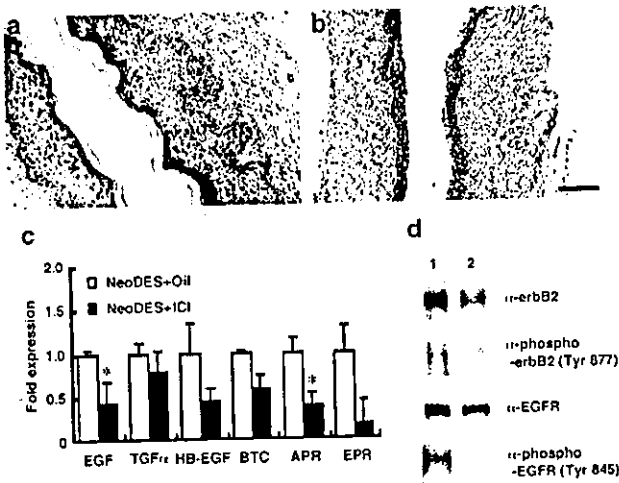 a
b
c
d
2.0
1.5
1.0
0.5
0
Fold expression
NeoDES+Oil
NeoDES+ICI
*
*
EGF TGFα HB-EGF BTC APR EPR
1 2
α-erbB2
α-phospho
-erbB2 (Tyr 877)
α-EGFR
α-phospho
-EGFR (Tyr 845)